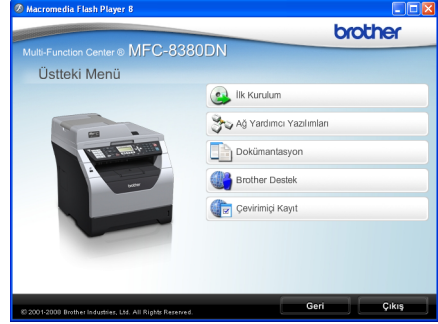 Macromedia Flash Player 8
brother
Multi-Function Center ® MFC-8380DN
Üstteki Menü
İlk Kurulum
Ağ Yardımcı Yazılımları
Dokümantasyon
Brother Destek
Çevirimiçi Kayıt
Geri
Çıkış
© 2001-2008 Brother Industries, Ltd. All Rights Reserved.